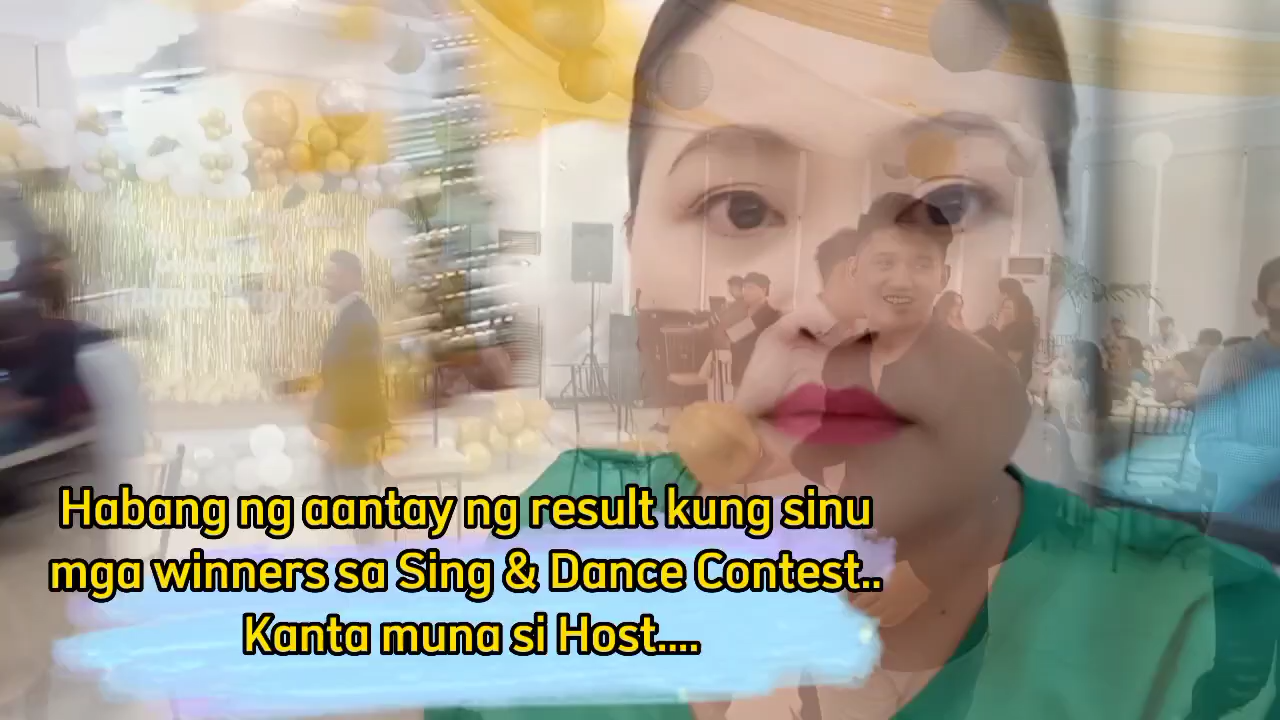 Habang ng aantay ng result kung sinu
mga winners sa Sing & Dance Contest..
Kanta muna si Host....